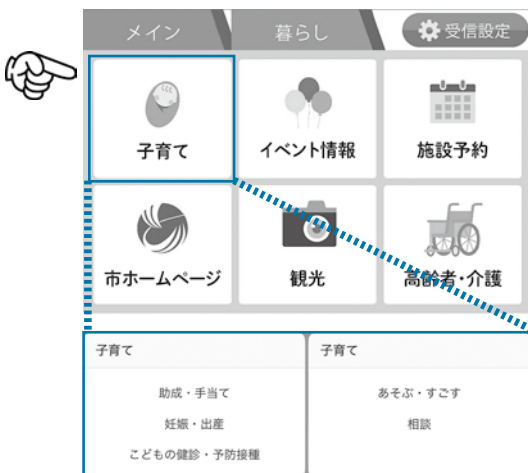 メイン
暮らし
受信設定
子育て
イベント情報
施設予約
市ホームページ
観光
高齢者・介護
子育て
助成・手当て
妊娠・出産
こどもの健診・予防接種
子育て
あそぶ・すごす
相談